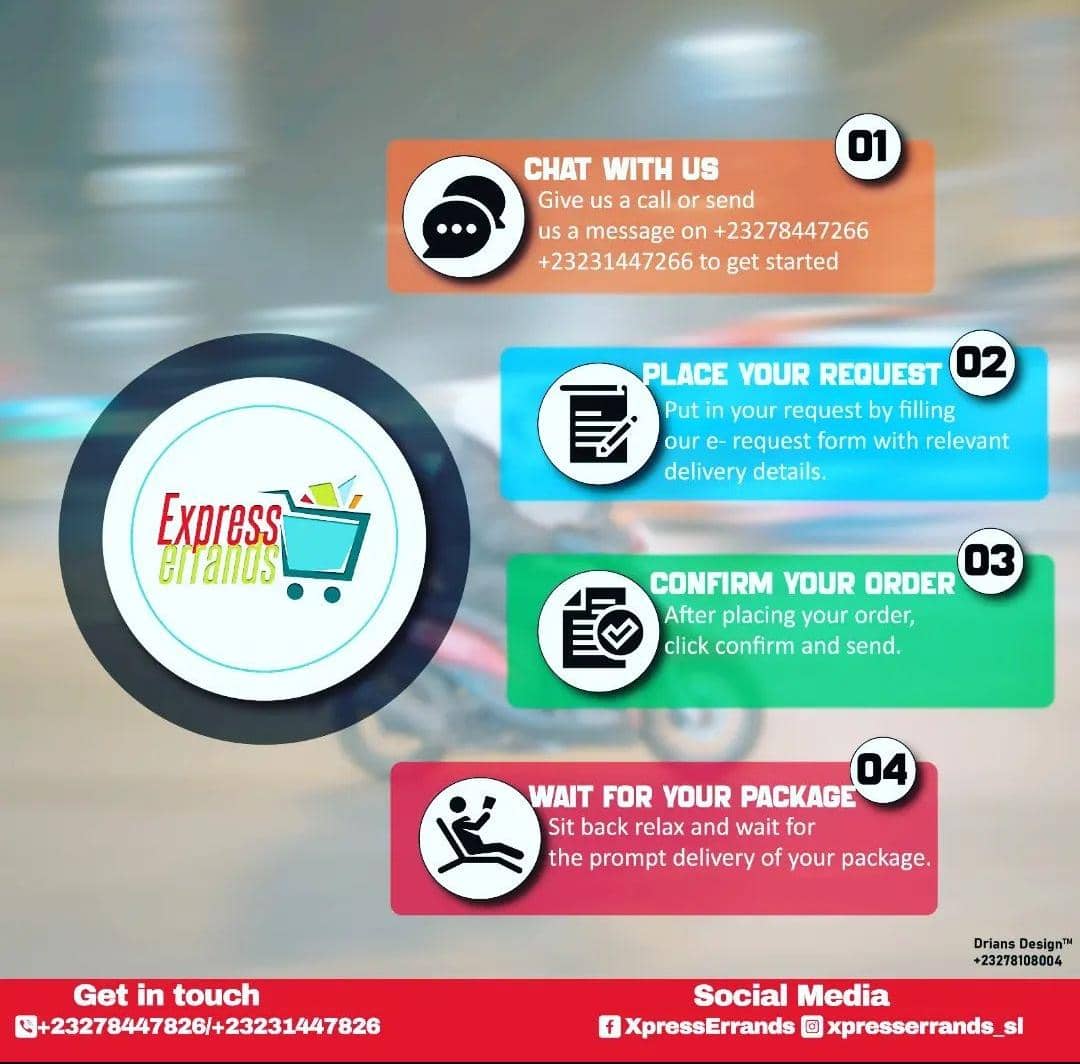 01
CHAT WITH US
Give us a call or send
us a message on +23278447266
+23231447266 to get started
02
PLACE YOUR REQUEST
Put in your request by filling
our e- request form with relevant
delivery details.
Express
errands
03
CONFIRM YOUR ORDER
After placing your order,
click confirm and send.
04
WAIT FOR YOUR PACKAGE
Sit back relax and wait for
the prompt delivery of your package.
Drians Design™
+23278108004
Get in touch
+23278447826/+23231447826
Social Media
XpressErrands xpresserrands_sl